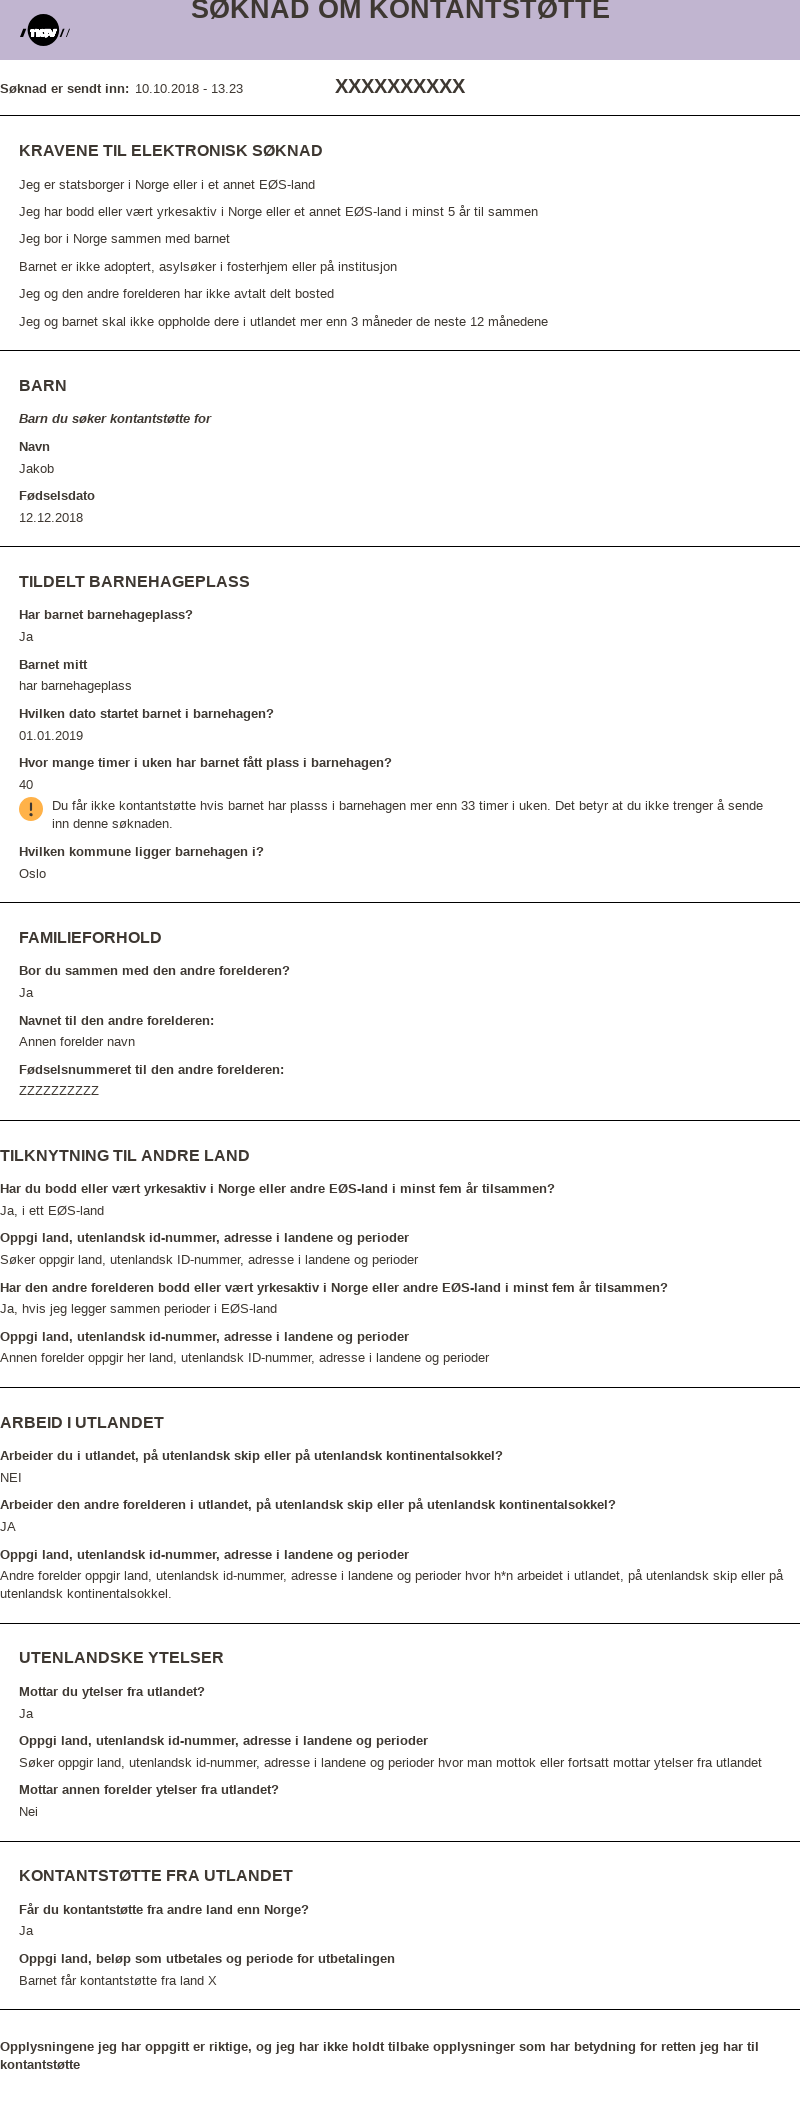 SØKNAD OM KONTANTSTØTTE
nav
Søknad er sendt inn: 10.10.2018 - 13.23
XXXXXXXXXX
KRAVENE TIL ELEKTRONISK SØKNAD
Jeg er statsborger i Norge eller i et annet EØS-land
Jeg har bodd eller vært yrkesaktiv i Norge eller et annet EØS-land i minst 5 år til sammen
Jeg bor i Norge sammen med barnet
Barnet er ikke adoptert, asylsøker i fosterhjem eller på institusjon
Jeg og den andre forelderen har ikke avtalt delt bosted
Jeg og barnet skal ikke oppholde dere i utlandet mer enn 3 måneder de neste 12 månedene
BARN
Barn du søker kontantstøtte for
Navn
Jakob
Fødselsdato
12.12.2018
TILDELT BARNEHAGEPLASS
Har barnet barnehageplass?
Ja
Barnet mitt
har barnehageplass
Hvilken dato startet barnet i barnehagen?
01.01.2019
Hvor mange timer i uken har barnet fått plass i barnehagen?
40
Du får ikke kontantstøtte hvis barnet har plasss i barnehagen mer enn 33 timer i uken. Det betyr at du ikke trenger å sende
inn denne søknaden.
Hvilken kommune ligger barnehagen i?
Oslo
FAMILIEFORHOLD
Bor du sammen med den andre forelderen?
Ja
Navnet til den andre forelderen:
Annen forelder navn
Fødselsnummeret til den andre forelderen:
ZZZZZZZZZZ
TILKNYTNING TIL ANDRE LAND
Har du bodd eller vært yrkesaktiv i Norge eller andre EØS-land i minst fem år tilsammen?
Ja, i ett EØS-land
Oppgi land, utenlandsk id-nummer, adresse i landene og perioder
Søker oppgir land, utenlandsk ID-nummer, adresse i landene og perioder
Har den andre forelderen bodd eller vært yrkesaktiv i Norge eller andre EØS-land i minst fem år tilsammen?
Ja, hvis jeg legger sammen perioder i EØS-land
Oppgi land, utenlandsk id-nummer, adresse i landene og perioder
Annen forelder oppgir her land, utenlandsk ID-nummer, adresse i landene og perioder
ARBEID I UTLANDET
Arbeider du i utlandet, på utenlandsk skip eller på utenlandsk kontinentalsokkel?
NEI
Arbeider den andre forelderen i utlandet, på utenlandsk skip eller på utenlandsk kontinentalsokkel?
JA
Oppgi land, utenlandsk id-nummer, adresse i landene og perioder
Andre forelder oppgir land, utenlandsk id-nummer, adresse i landene og perioder hvor h*n arbeidet i utlandet, på utenlandsk skip eller på
utenlandsk kontinentalsokkel.
UTENLANDSKE YTELSER
Mottar du ytelser fra utlandet?
Ja
Oppgi land, utenlandsk id-nummer, adresse i landene og perioder
Søker oppgir land, utenlandsk id-nummer, adresse i landene og perioder hvor man mottok eller fortsatt mottar ytelser fra utlandet
Mottar annen forelder ytelser fra utlandet?
Nei
KONTANTSTØTTE FRA UTLANDET
Får du kontantstøtte fra andre land enn Norge?
Ja
Oppgi land, beløp som utbetales og periode for utbetalingen
Barnet får kontantstøtte fra land X
Opplysningene jeg har oppgitt er riktige, og jeg har ikke holdt tilbake opplysninger som har betydning for retten jeg har til
kontantstøtte